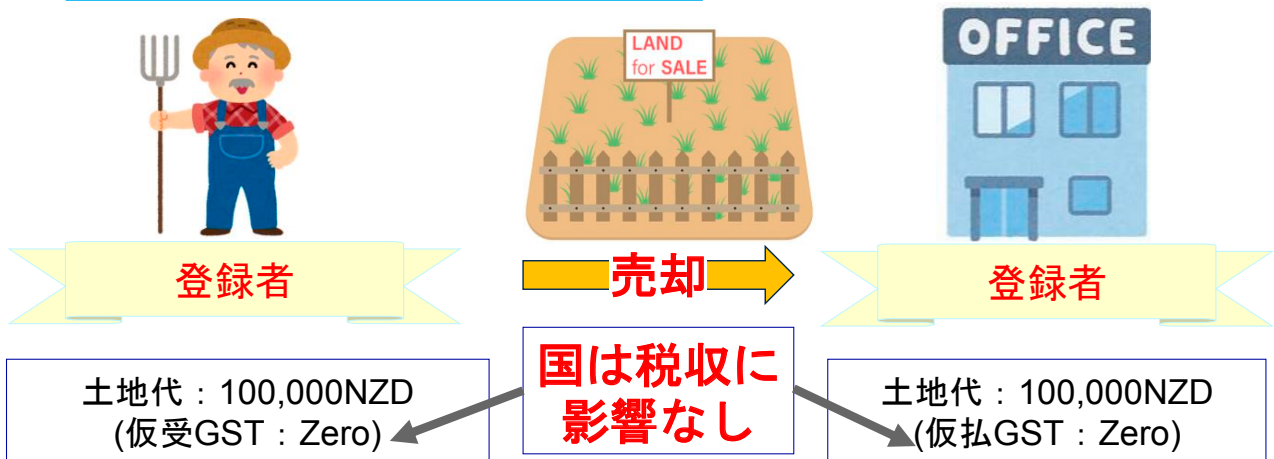 OFFICE
LAND
for SALE
登録者
売却
登録者
国は税収に
影響なし
土地代：100,000NZD
(仮受GST：Zero)
土地代：100,000NZD
(仮払GST：Zero)